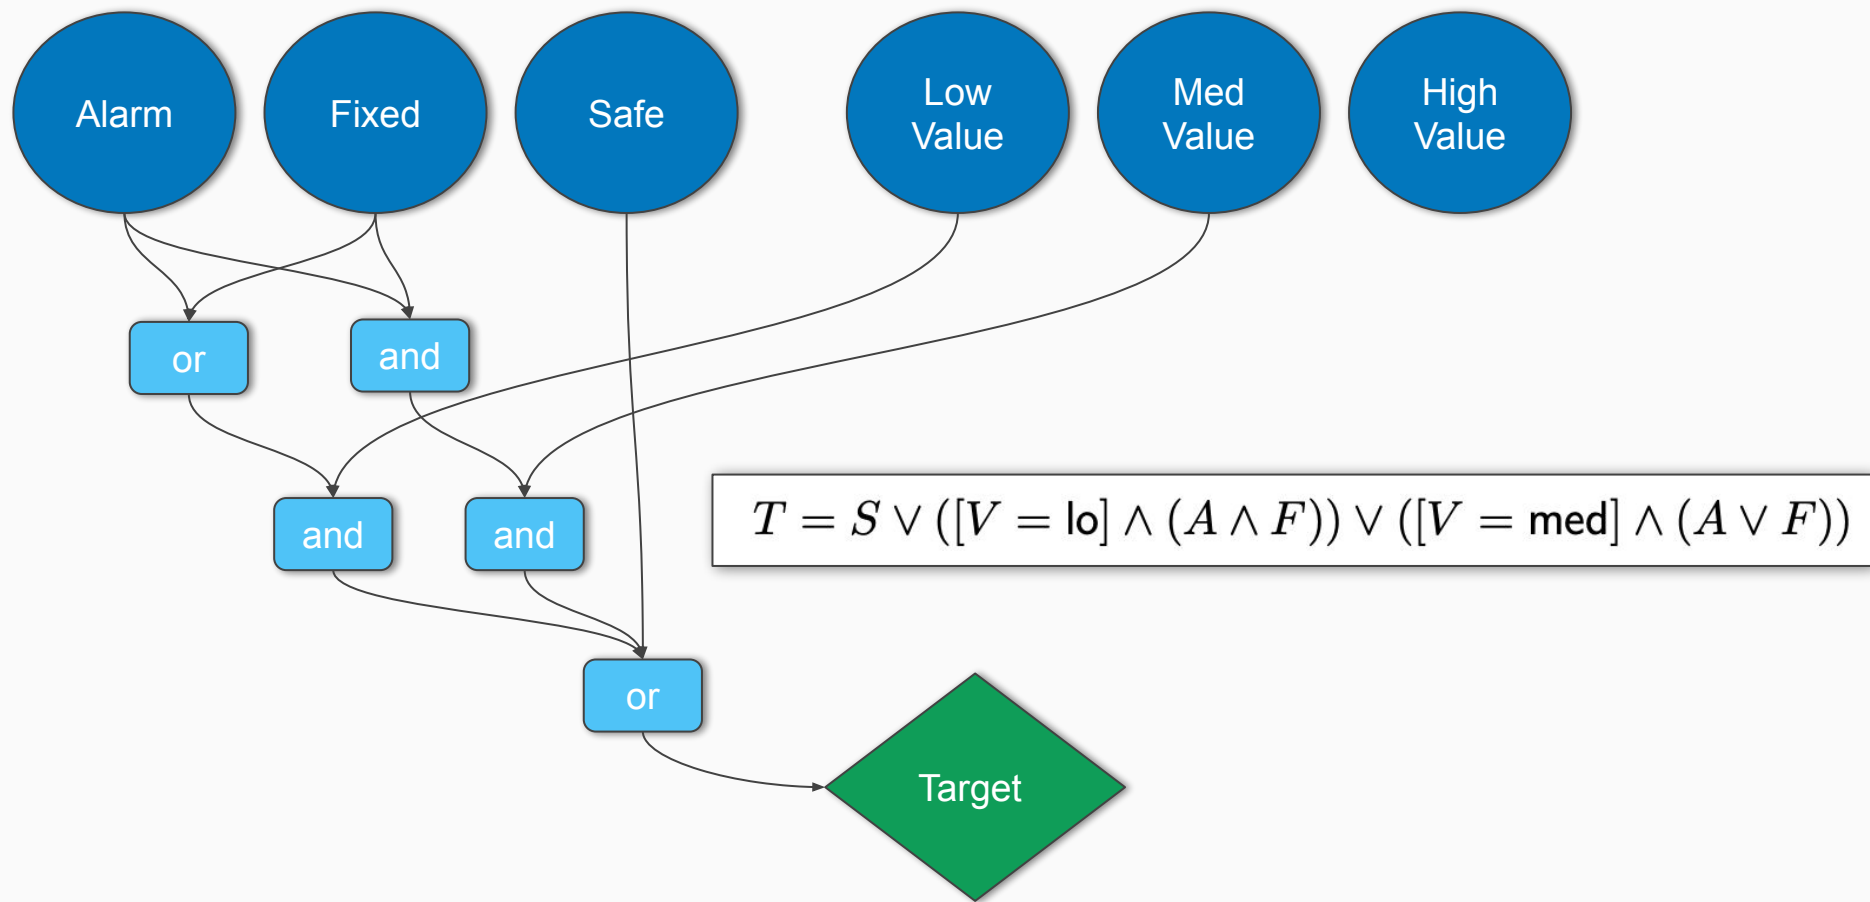 Alarm
Fixed
Safe
Low
Value
Med
Value
High
Value
or
and
and
and
T = S ∨ ([V = lo] ∧ (A ∧ F)) ∨ ([V = med] ∧ (A ∨ F))
or
Target